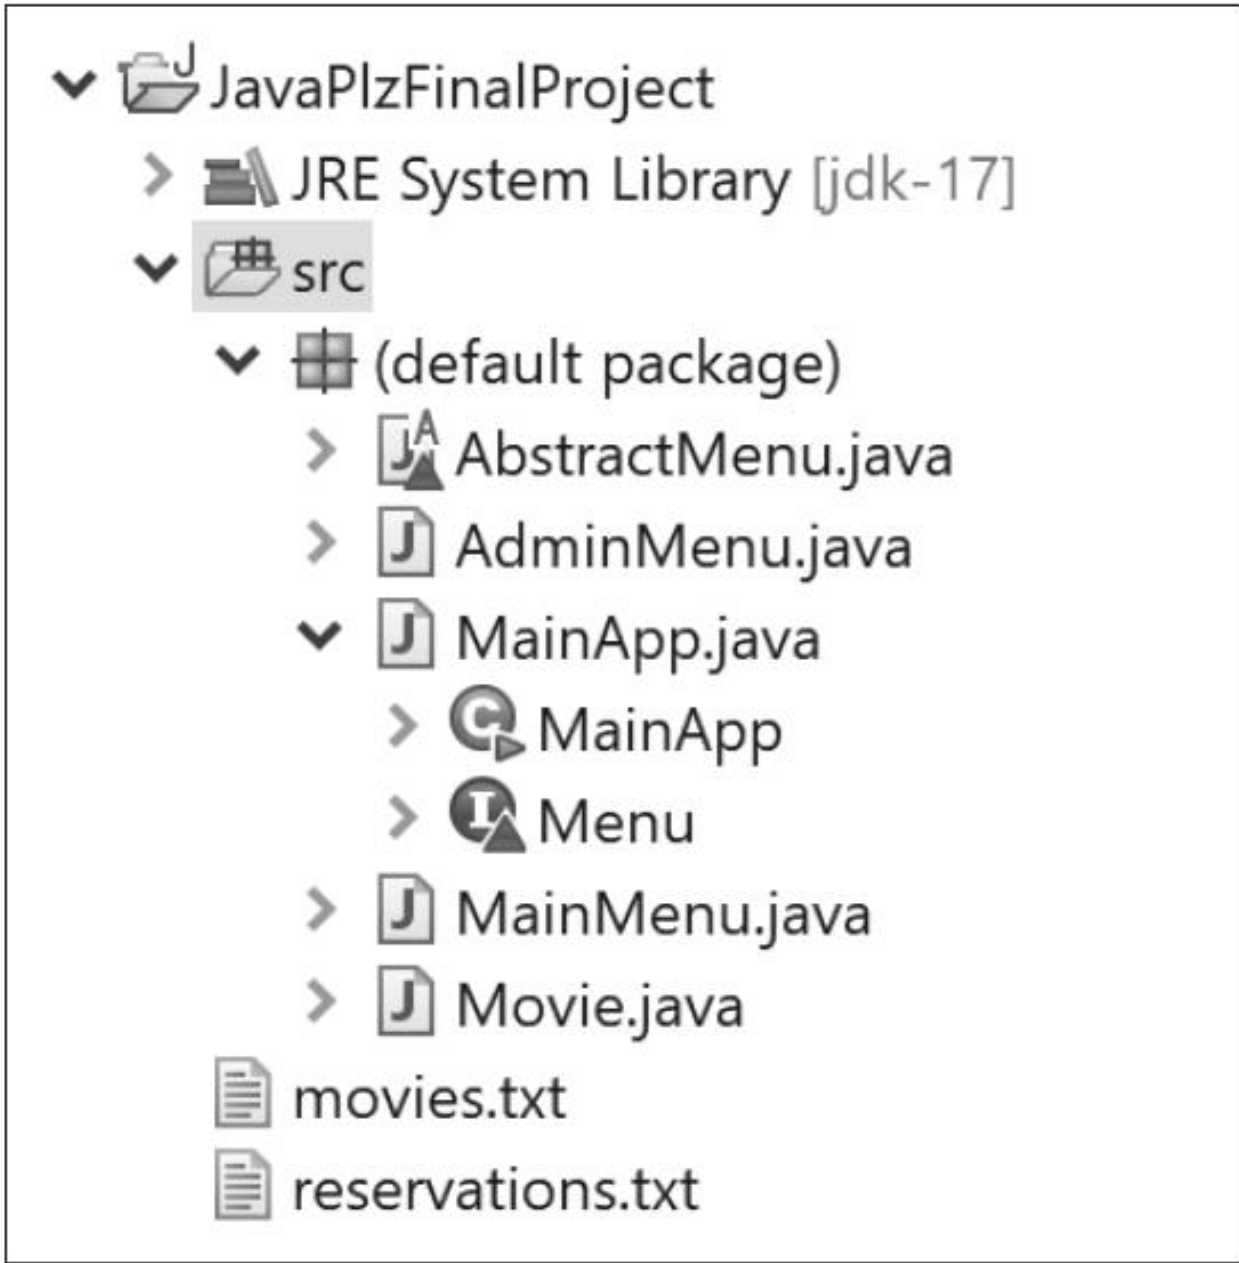 JavaPlzFinalProject
JRE System Library [jdk-17]
src
(default package)
AbstractMenu.java
AdminMenu.java
MainApp.java
MainApp
Menu
MainMenu.java
Movie.java
movies.txt
reservations.txt